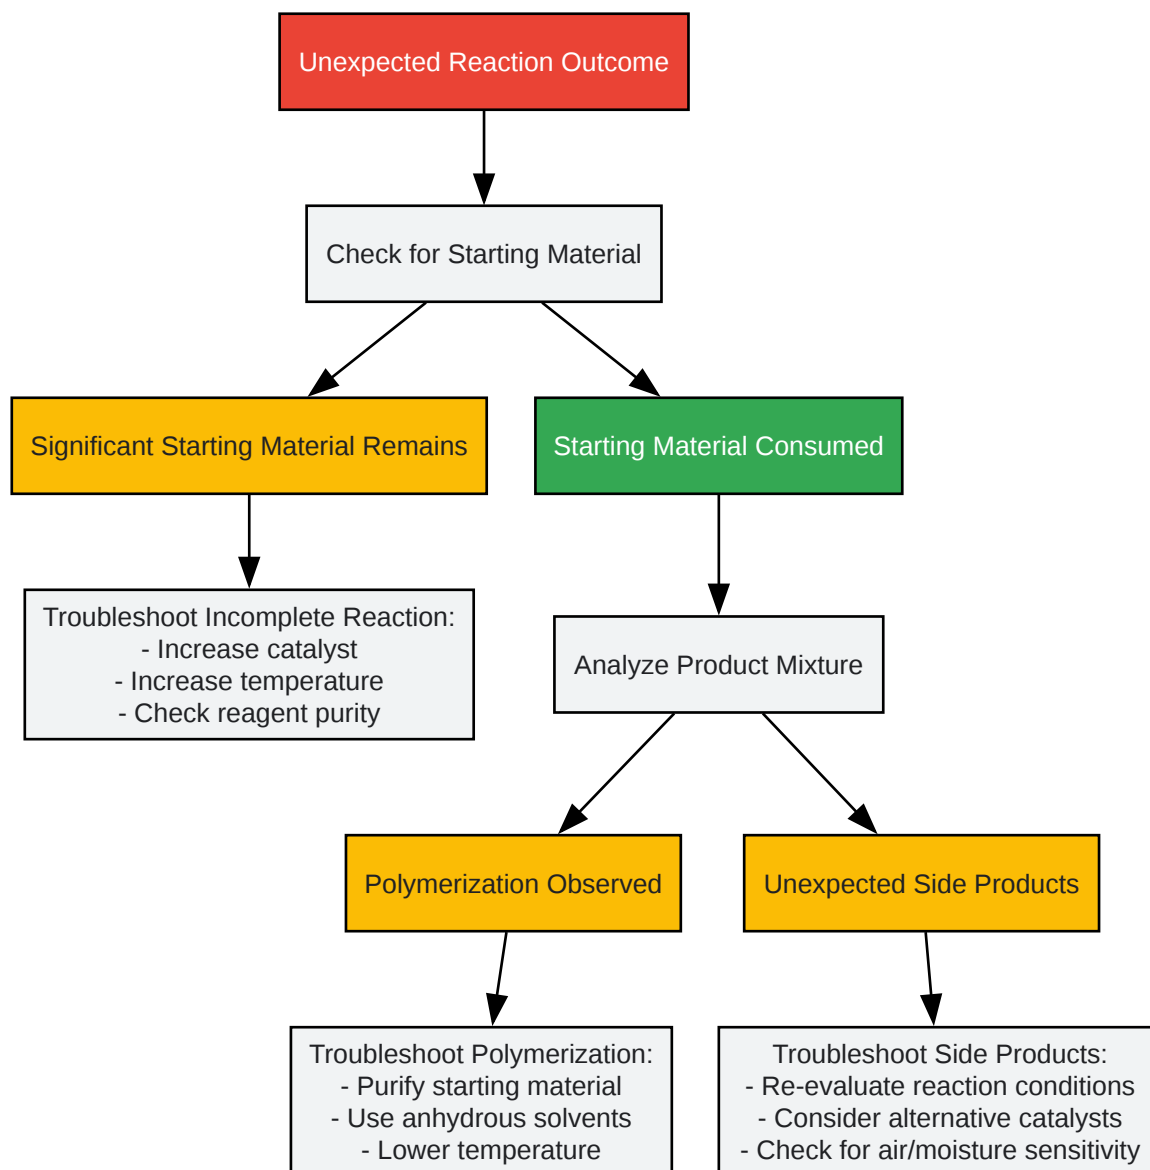 Unexpected Reaction Outcome
Check for Starting Material
Significant Starting Material Remains
Starting Material Consumed
Troubleshoot Incomplete Reaction:
- Increase catalyst
- Increase temperature
- Check reagent purity
Analyze Product Mixture
Polymerization Observed
Unexpected Side Products
Troubleshoot Polymerization:
- Purify starting material
- Use anhydrous solvents
- Lower temperature
Troubleshoot Side Products:
- Re-evaluate reaction conditions
- Consider alternative catalysts
- Check for air/moisture sensitivity